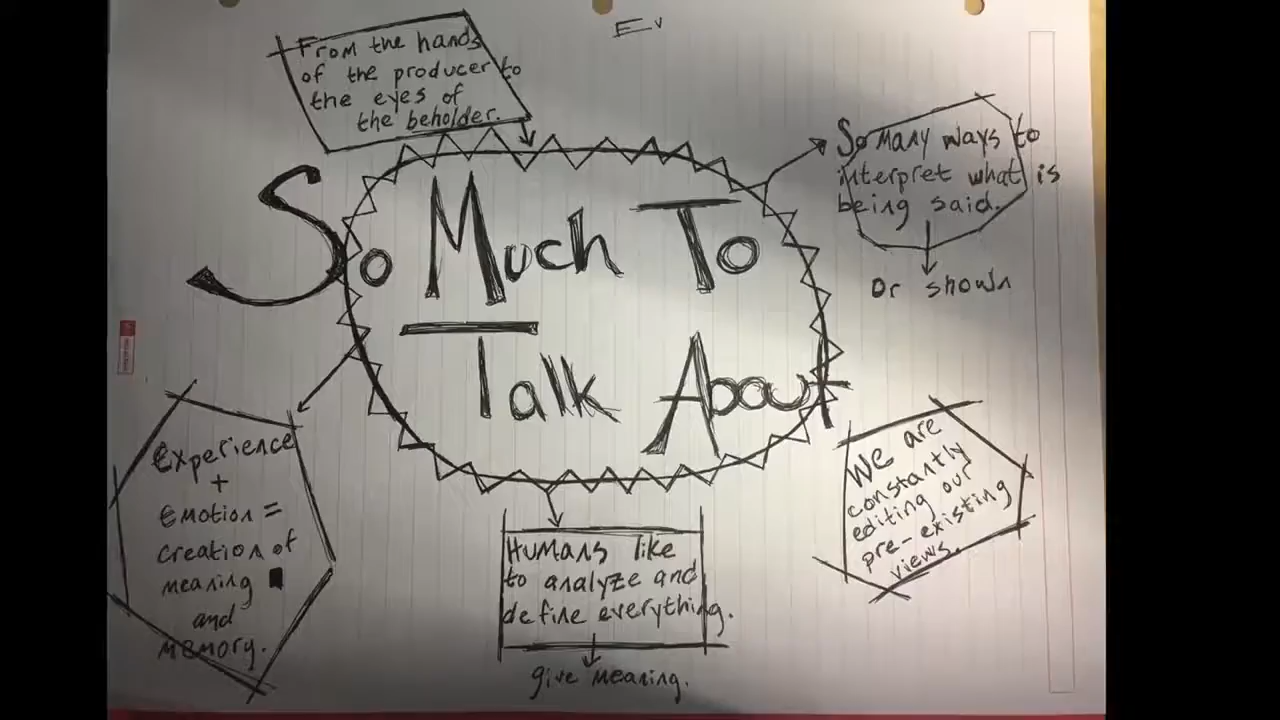 Ev
From the hands
of the producer to
the eyes of
the beholder.
So Much To
Talk About
So many ways to
interpret what is
being said.
Or shown
Experience
+
Emotion =
creation of
meaning
and
memory.
Humans like
to analyze and
define everything.
give meaning.
We are
constantly
editing our
pre-existing
views.